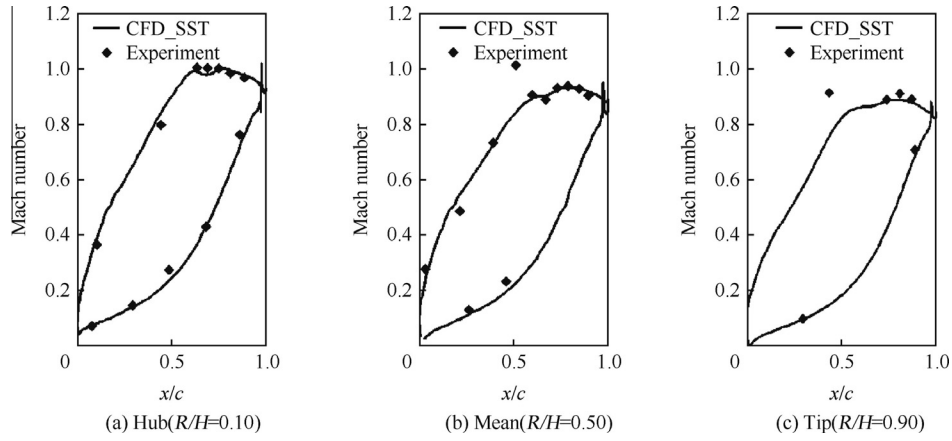 1.2
CFD_SST
Experiment
1.0
0.8
0.6
0.4
0.2
0
0.5
1.0
Mach number
x/c
(a) Hub(R/H=0.10)
1.2
CFD_SST
Experiment
1.0
0.8
0.6
0.4
0.2
0
0.5
1.0
Mach number
x/c
(b) Mean(R/H=0.50)
1.2
CFD_SST
Experiment
1.0
0.8
0.6
0.4
0.2
0
0.5
1.0
Mach number
x/c
(c) Tip(R/H=0.90)